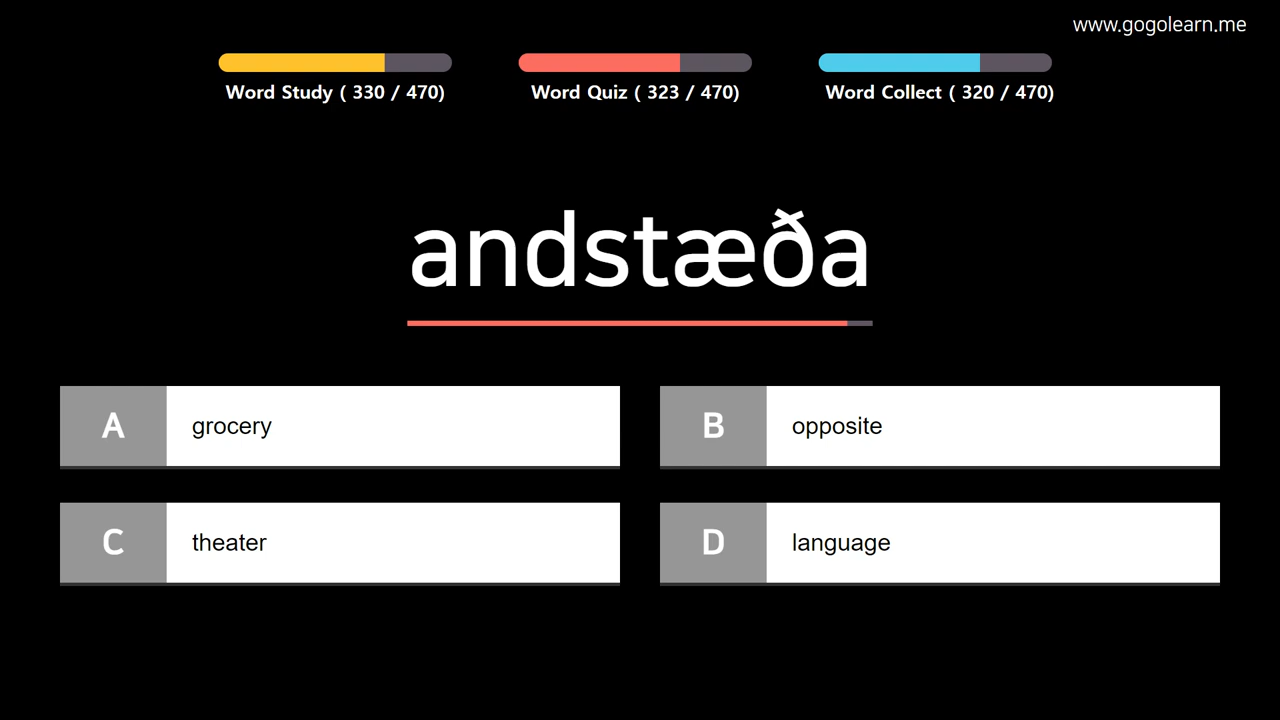 www.gogolearn.me
Word Study ( 330 / 470)
Word Quiz ( 323 / 470)
Word Collect ( 320 / 470)
andstæða
A grocery
B opposite
C theater
D language